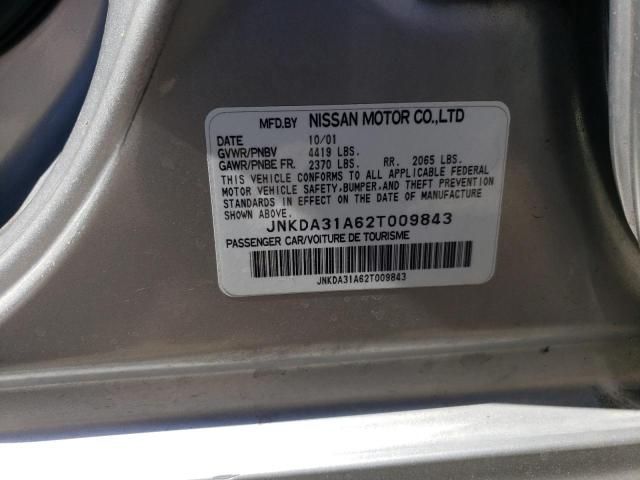 MFD.BY NISSAN MOTOR CO.,LTD
DATE 10/01
GVWR/PNBV 4419 LBS.
GAWR/PNBE FR. 2370 LBS. RR. 2065 LBS.
THIS VEHICLE CONFORMS TO ALL APPLICABLE FEDERAL
MOTOR VEHICLE SAFETY,BUMPER,AND THEFT PREVENTION
STANDARDS IN EFFECT ON THE DATE OF MANUFACTURE
SHOWN ABOVE.
JNKDA31A62T009843
PASSENGER CAR/VOITURE DE TOURISME
JNKDA31A62T009843